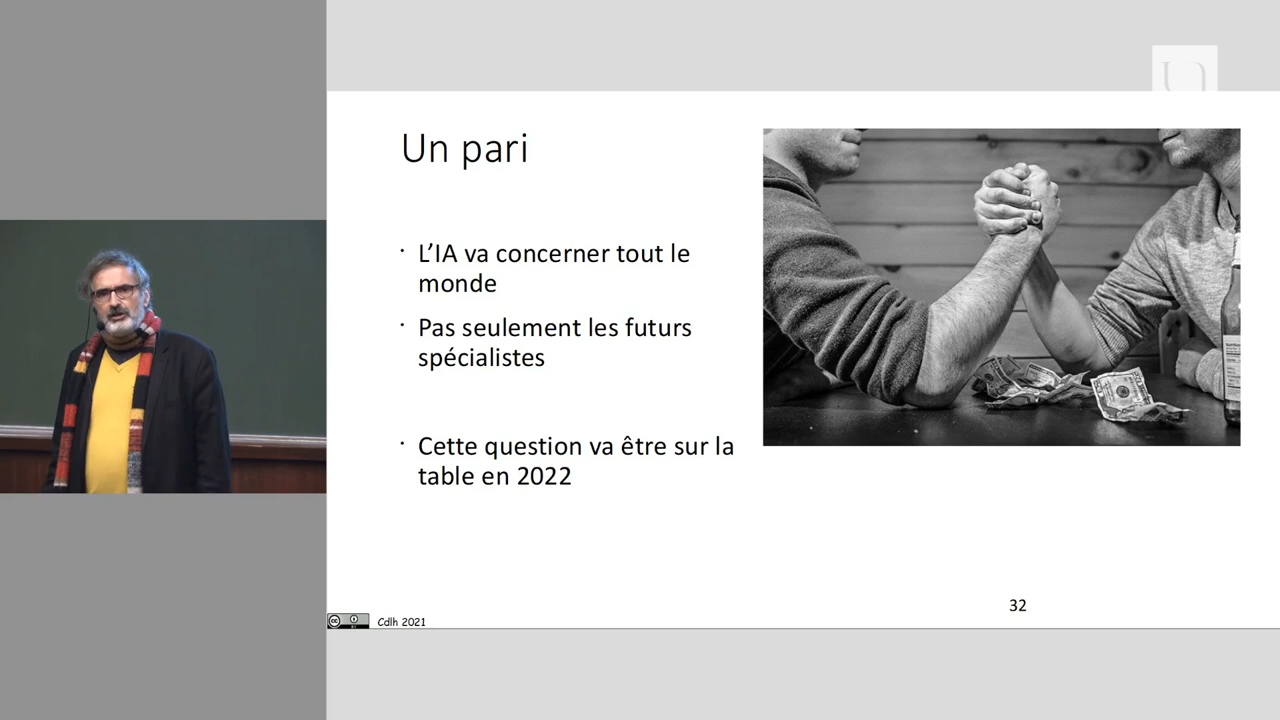 Un pari
· L’IA va concerner tout le
monde
· Pas seulement les futurs
spécialistes
· Cette question va être sur la
table en 2022
32
Cdlh 2021